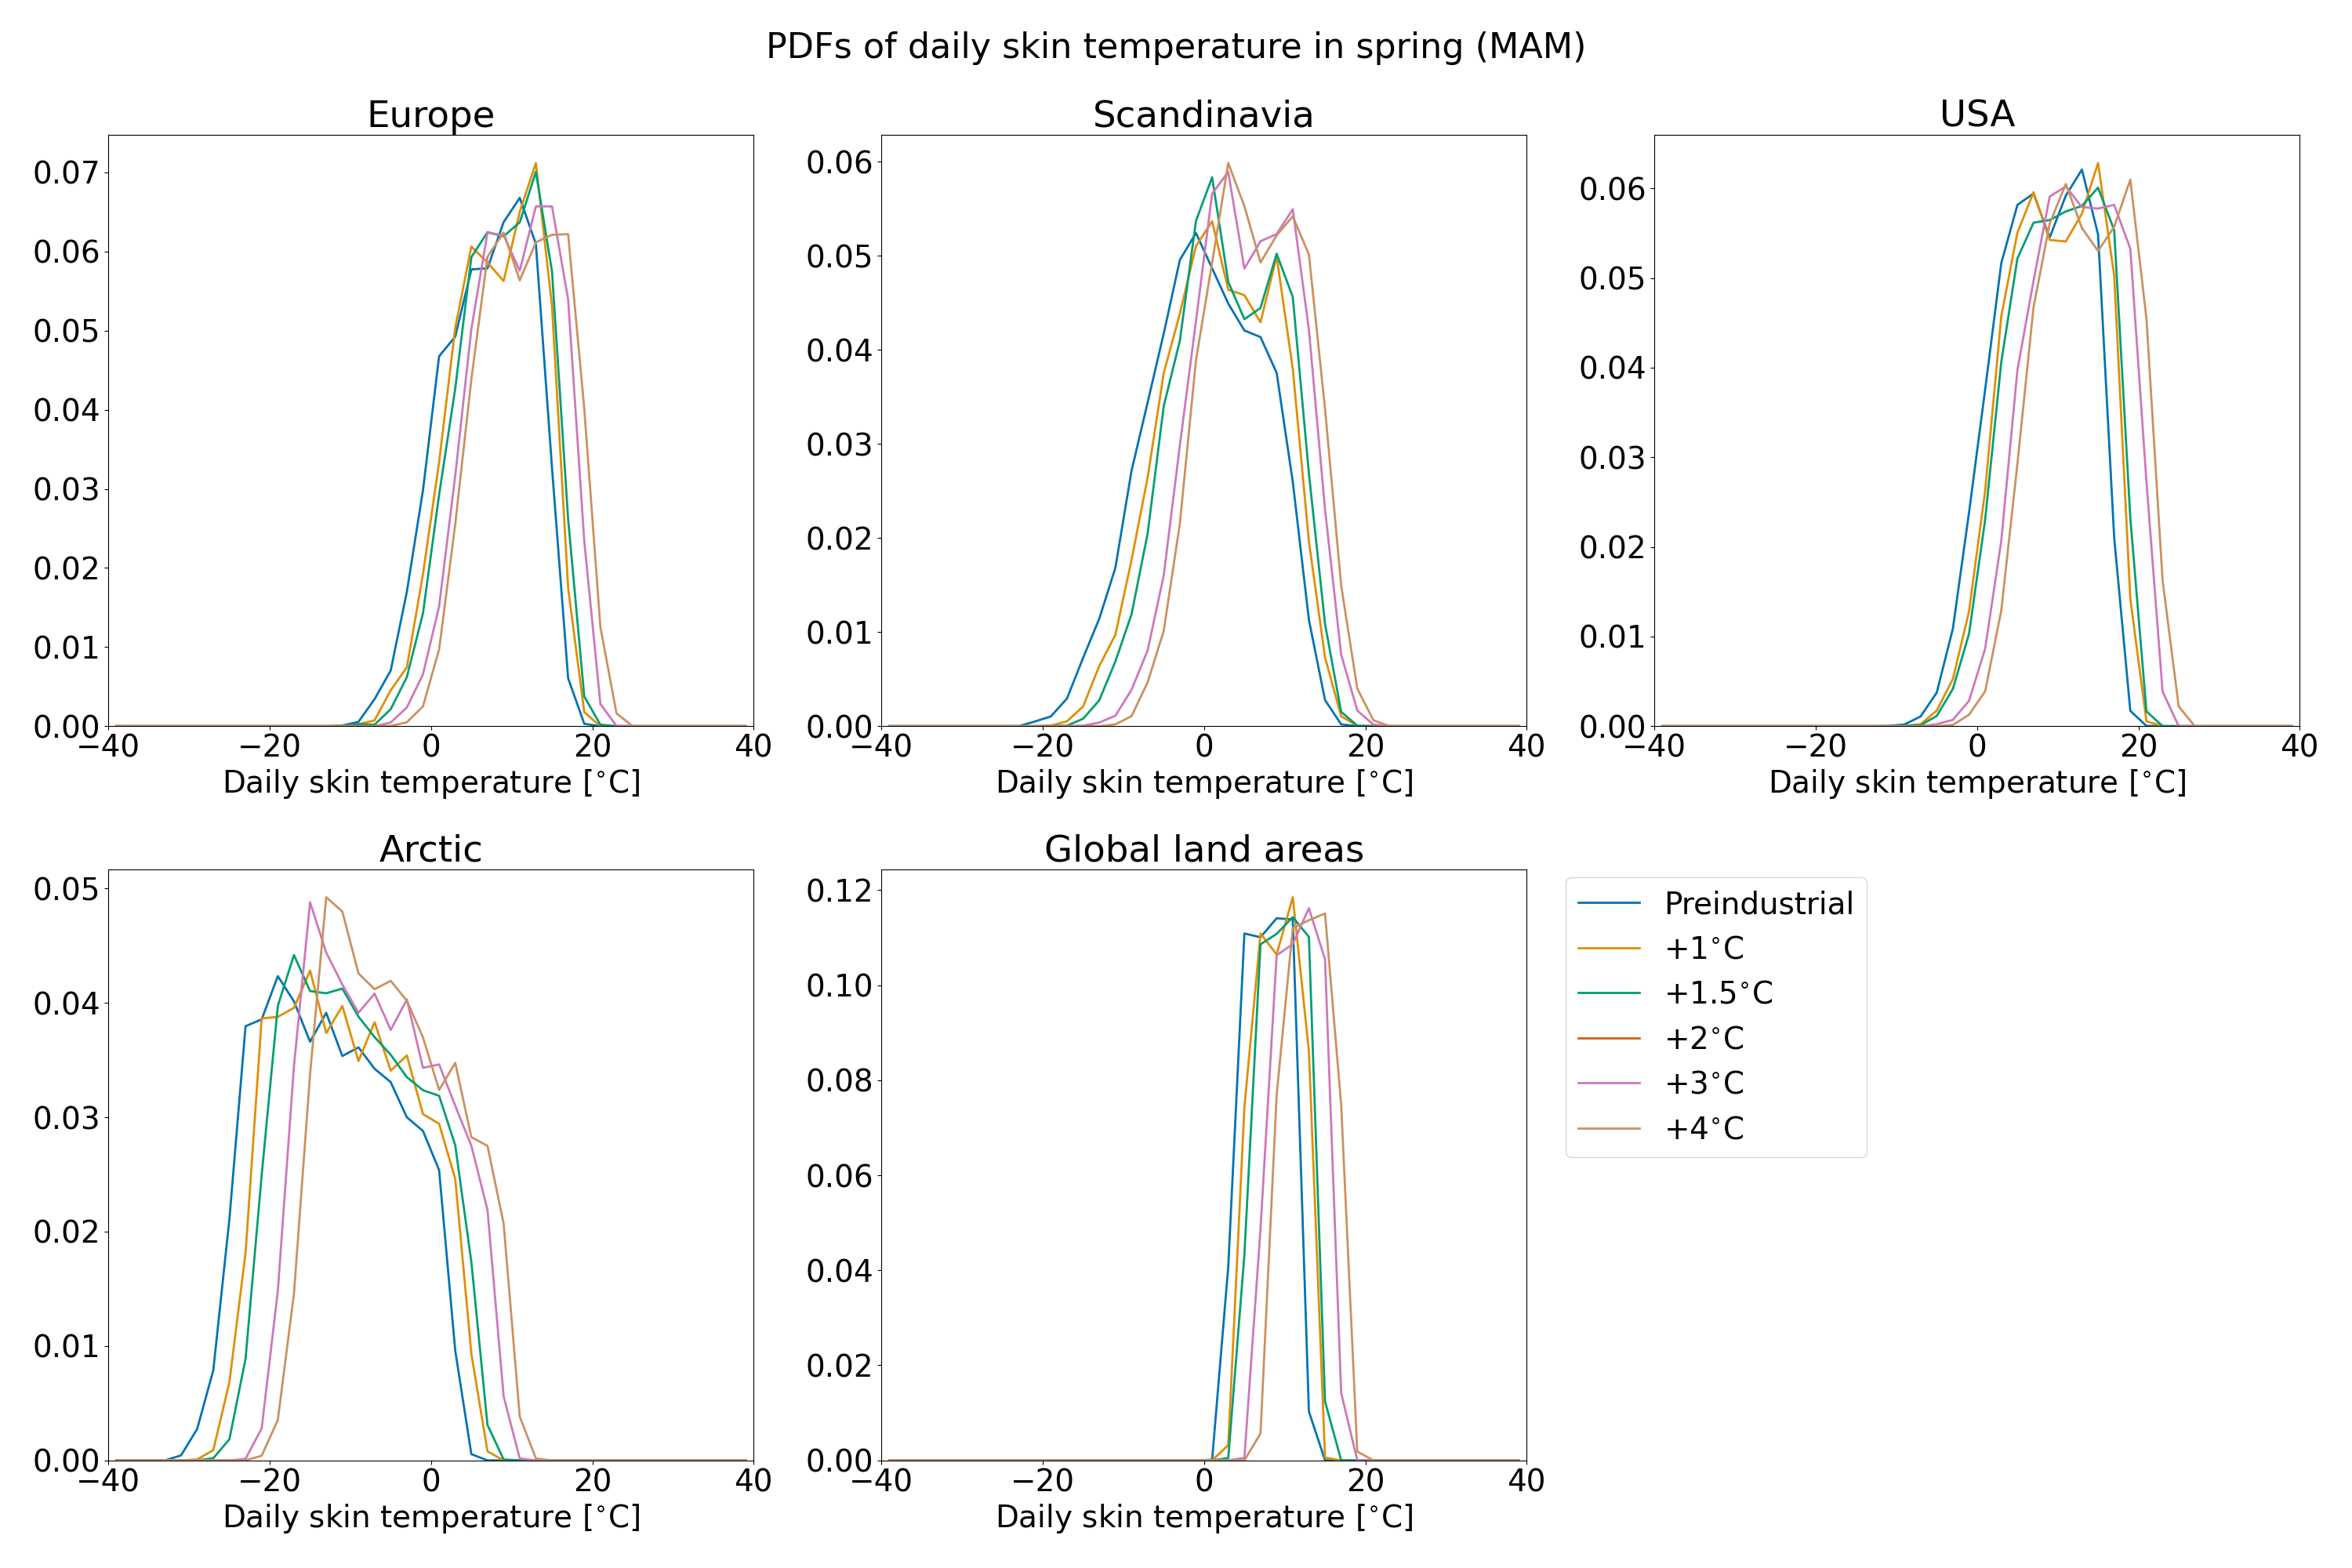 PDFs of daily skin temperature in spring (MAM)
Europe
Scandinavia
USA
0.07
0.06
0.05
0.04
0.03
0.02
0.01
0.00
−40 −20 0 20 40
Daily skin temperature [°C]
0.06
0.05
0.04
0.03
0.02
0.01
0.00
−40 −20 0 20 40
Daily skin temperature [°C]
0.06
0.05
0.04
0.03
0.02
0.01
0.00
−40 −20 0 20 40
Daily skin temperature [°C]
Arctic
0.05
0.04
0.03
0.02
0.01
0.00
−40 −20 0 20 40
Daily skin temperature [°C]
Global land areas
0.12
0.10
0.08
0.06
0.04
0.02
0.00
−40 −20 0 20 40
Daily skin temperature [°C]
Preindustrial
+1°C
+1.5°C
+2°C
+3°C
+4°C